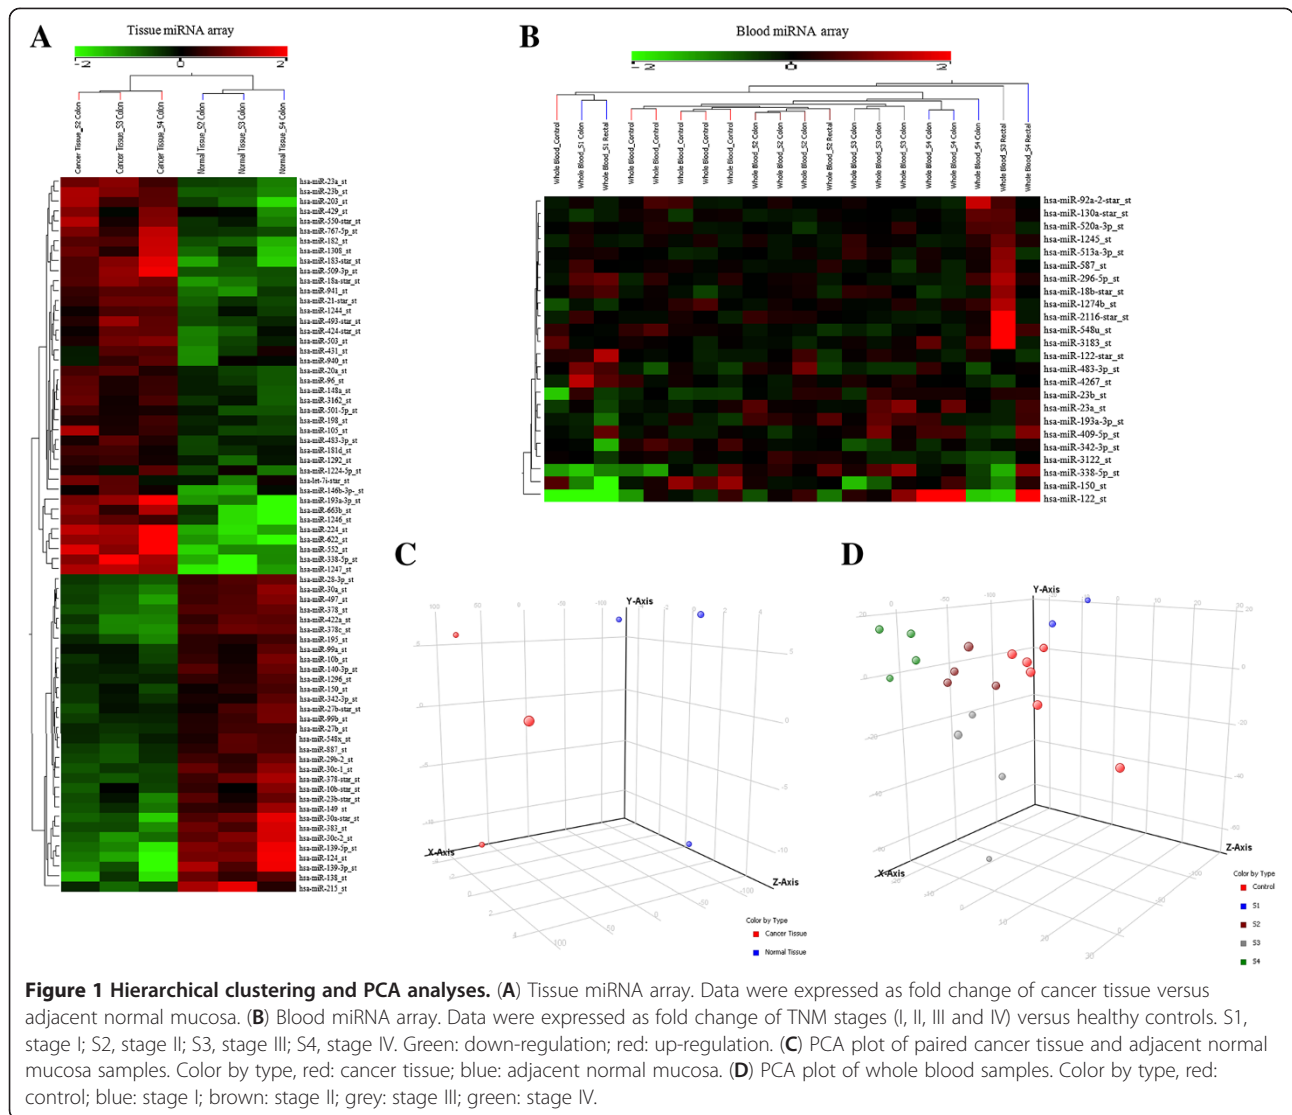 A
Tissue miRNA array
-2
0
2
Cancer Tissue_S2 Colon
Cancer Tissue_S3 Colon
Cancer Tissue_S4 Colon
Normal Tissue_S2 Colon
Normal Tissue_S3 Colon
Normal Tissue_S4 Colon
hsa-miR-23a_st
hsa-miR-23b_st
hsa-miR-203_st
hsa-miR-429_st
hsa-miR-550-star_st
hsa-miR-767-5p_st
hsa-miR-182_st
hsa-miR-1308_st
hsa-miR-183-star_st
hsa-miR-509-3p_st
hsa-miR-18a-star_st
hsa-miR-941_st
hsa-miR-21-star_st
hsa-miR-1244_st
hsa-miR-493-star_st
hsa-miR-424-star_st
hsa-miR-503_st
hsa-miR-431_st
hsa-miR-940_st
hsa-miR-20a_st
hsa-miR-96_st
hsa-miR-148a_st
hsa-miR-3162_st
hsa-miR-501-5p_st
hsa-miR-198_st
hsa-miR-105_st
hsa-miR-483-3p_st
hsa-miR-181d_st
hsa-miR-1292_st
hsa-miR-1224-5p_st
hsa-let-7i-star_st
hsa-miR-146b-3p-_st
hsa-miR-193a-3p_st
hsa-miR-663b_st
hsa-miR-1246_st
hsa-miR-224_st
hsa-miR-622_st
hsa-miR-552_st
hsa-miR-338-5p_st
hsa-miR-1247_st
hsa-miR-28-3p_st
hsa-miR-30a_st
hsa-miR-497_st
hsa-miR-378_st
hsa-miR-422a_st
hsa-miR-378c_st
hsa-miR-195_st
hsa-miR-99a_st
hsa-miR-10b_st
hsa-miR-140-3p_st
hsa-miR-1296_st
hsa-miR-150_st
hsa-miR-342-3p_st
hsa-miR-27b-star_st
hsa-miR-99b_st
hsa-miR-27b_st
hsa-miR-548x_st
hsa-miR-887_st
hsa-miR-29b-2_st
hsa-miR-30c-1_st
hsa-miR-378-star_st
hsa-miR-10b-star_st
hsa-miR-23b-star_st
hsa-miR-149_st
hsa-miR-30a-star_st
hsa-miR-383_st
hsa-miR-30c-2_st
hsa-miR-139-5p_st
hsa-miR-124_st
hsa-miR-139-3p_st
hsa-miR-138_st
hsa-miR-215_st
B
Blood miRNA array
-2
0
2
Whole Blood_Control
Whole Blood_S1 Colon
Whole Blood_S1 Rectal
Whole Blood_Control
Whole Blood_Control
Whole Blood_Control
Whole Blood_Control
Whole Blood_Control
Whole Blood_S2 Colon
Whole Blood_S2 Colon
Whole Blood_S2 Colon
Whole Blood_S2 Rectal
Whole Blood_S3 Colon
Whole Blood_S3 Colon
Whole Blood_S3 Colon
Whole Blood_S4 Colon
Whole Blood_S4 Colon
Whole Blood_S4 Colon
Whole Blood_S3 Rectal
Whole Blood_S4 Rectal
hsa-miR-92a-2-star_st
hsa-miR-130a-star_st
hsa-miR-520a-3p_st
hsa-miR-1245_st
hsa-miR-513a-3p_st
hsa-miR-587_st
hsa-miR-296-5p_st
hsa-miR-18b-star_st
hsa-miR-1274b_st
hsa-miR-2116-star_st
hsa-miR-548u_st
hsa-miR-3183_st
hsa-miR-122-star_st
hsa-miR-483-3p_st
hsa-miR-4267_st
hsa-miR-23b_st
hsa-miR-23a_st
hsa-miR-193a-3p_st
hsa-miR-409-5p_st
hsa-miR-342-3p_st
hsa-miR-3122_st
hsa-miR-338-5p_st
hsa-miR-150_st
hsa-miR-122_st
C
Y-Axis
X-Axis
Z-Axis
Color by Type
Cancer Tissue
Normal Tissue
D
Y-Axis
X-Axis
Z-Axis
Color by Type
Control
S1
S2
S3
S4
Figure 1 Hierarchical clustering and PCA analyses. (A) Tissue miRNA array. Data were expressed as fold change of cancer tissue versus
adjacent normal mucosa. (B) Blood miRNA array. Data were expressed as fold change of TNM stages (I, II, III and IV) versus healthy controls. S1,
stage I; S2, stage II; S3, stage III; S4, stage IV. Green: down-regulation; red: up-regulation. (C) PCA plot of paired cancer tissue and adjacent normal
mucosa samples. Color by type, red: cancer tissue; blue: adjacent normal mucosa. (D) PCA plot of whole blood samples. Color by type, red:
control; blue: stage I; brown: stage II; grey: stage III; green: stage IV.